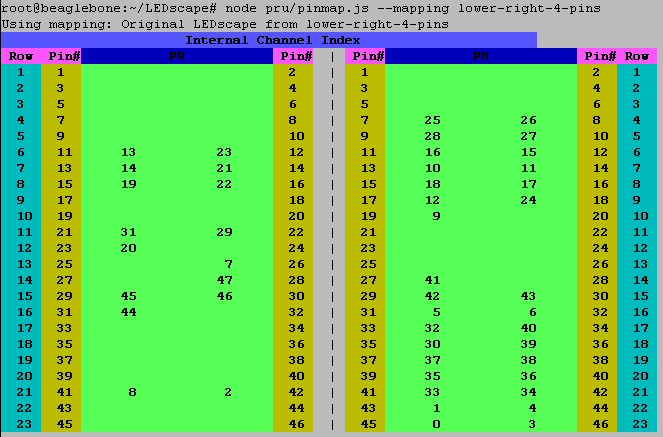 root@beaglebone:~/LEDscape# node pru/pinmap.js --mapping lower-right-4-pins
Using mapping: Original LEDscape from lower-right-4-pins
Internal Channel Index
Row Pin# P9 Pin# | Pin# P8 Pin# Row
1 1 2 | 1 2 1
2 3 4 | 3 4 2
3 5 6 | 5 6 3
4 7 8 | 7 25 26 8 4
5 9 10 | 9 28 27 10 5
6 11 13 23 12 | 11 16 15 12 6
7 13 14 21 14 | 13 10 11 14 7
8 15 19 22 16 | 15 18 17 16 8
9 17 18 | 17 12 24 18 9
10 19 20 | 19 9 20 10
11 21 31 29 22 | 21 22 11
12 23 20 24 | 23 24 12
13 25 7 26 | 25 26 13
14 27 47 28 | 27 41 28 14
15 29 45 46 30 | 29 42 43 30 15
16 31 44 32 | 31 5 6 32 16
17 33 34 | 33 32 40 34 17
18 35 36 | 35 30 39 36 18
19 37 38 | 37 37 38 38 19
20 39 40 | 39 35 36 40 20
21 41 8 2 42 | 41 33 34 42 21
22 43 44 | 43 1 4 44 22
23 45 46 | 45 0 3 46 23